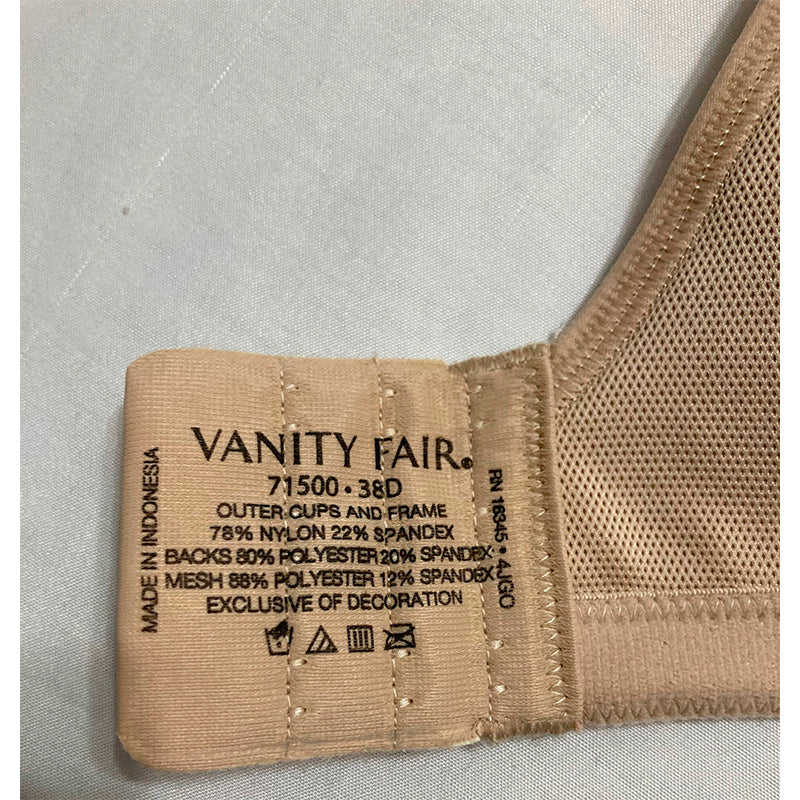 VANITY FAIR®
71500 • 38D
OUTER CUPS AND FRAME
78% NYLON 22% SPANDEX
BACKS 80% POLYESTER 20% SPANDEX
MESH 88% POLYESTER 12% SPANDEX
EXCLUSIVE OF DECORATION
MADE IN INDONESIA
RN 16345 • 4JGO